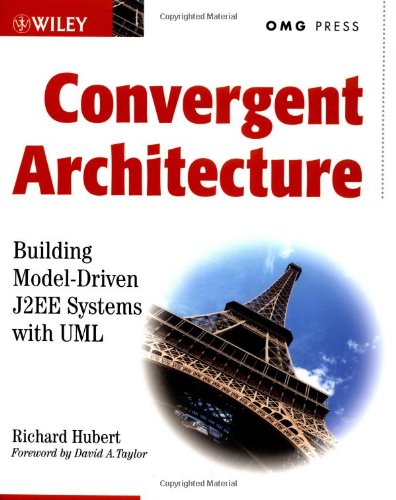 Copyrighted Material
WILEY
OMG PRESS
Convergent
Architecture
Building
Model-Driven
J2EE Systems
with UML
Richard Hubert
Foreword by David A. Taylor
Copyrighted Material